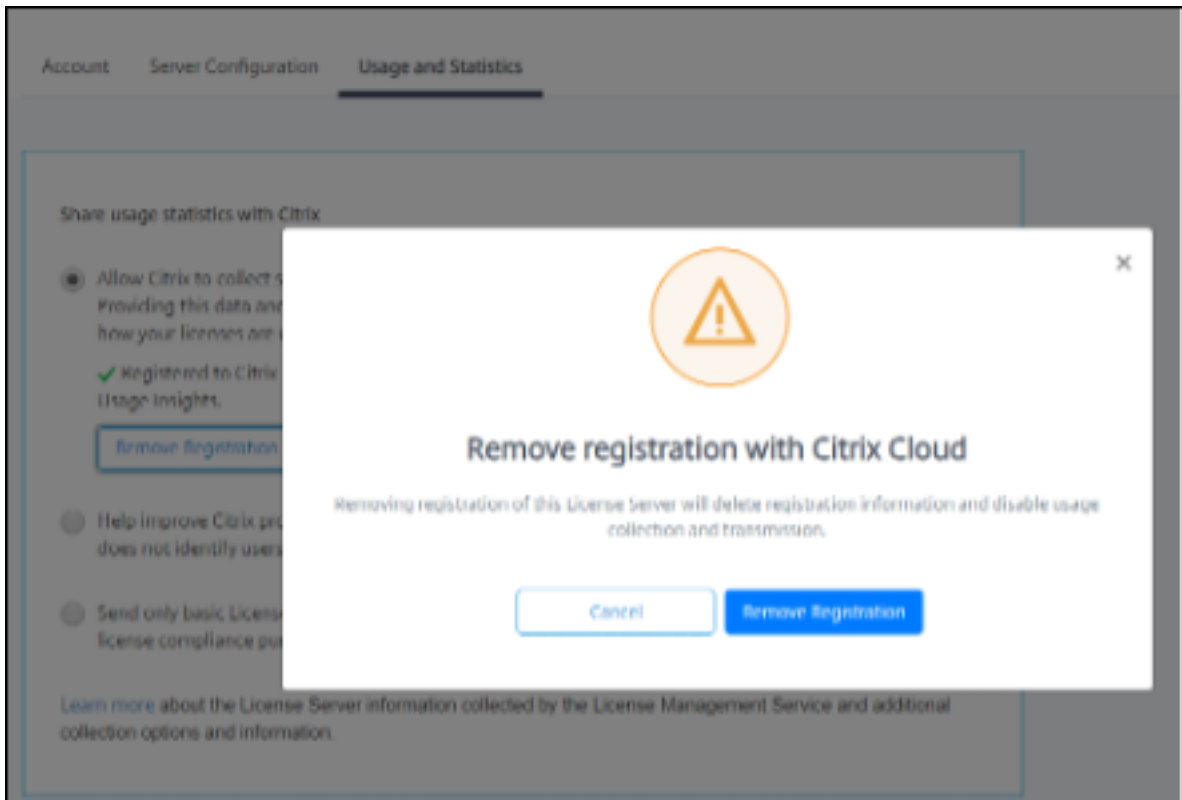 Account Server Configuration Usage and Statistics
Share usage statistics with Citrix
Allow Citrix to collect s
Providing this data and
how your licenses are
Registered to Citrix
Usage Insights.
Remove Registration
Help improve Citrix pro
does not identify users
Send only basic License
license compliance pu
Learn more about the License Server information collected by the License Management Service and additional
collection options and information.
Remove registration with Citrix Cloud
Removing registration of this License Server will delete registration information and disable usage
collection and transmission.
Cancel Remove Registration